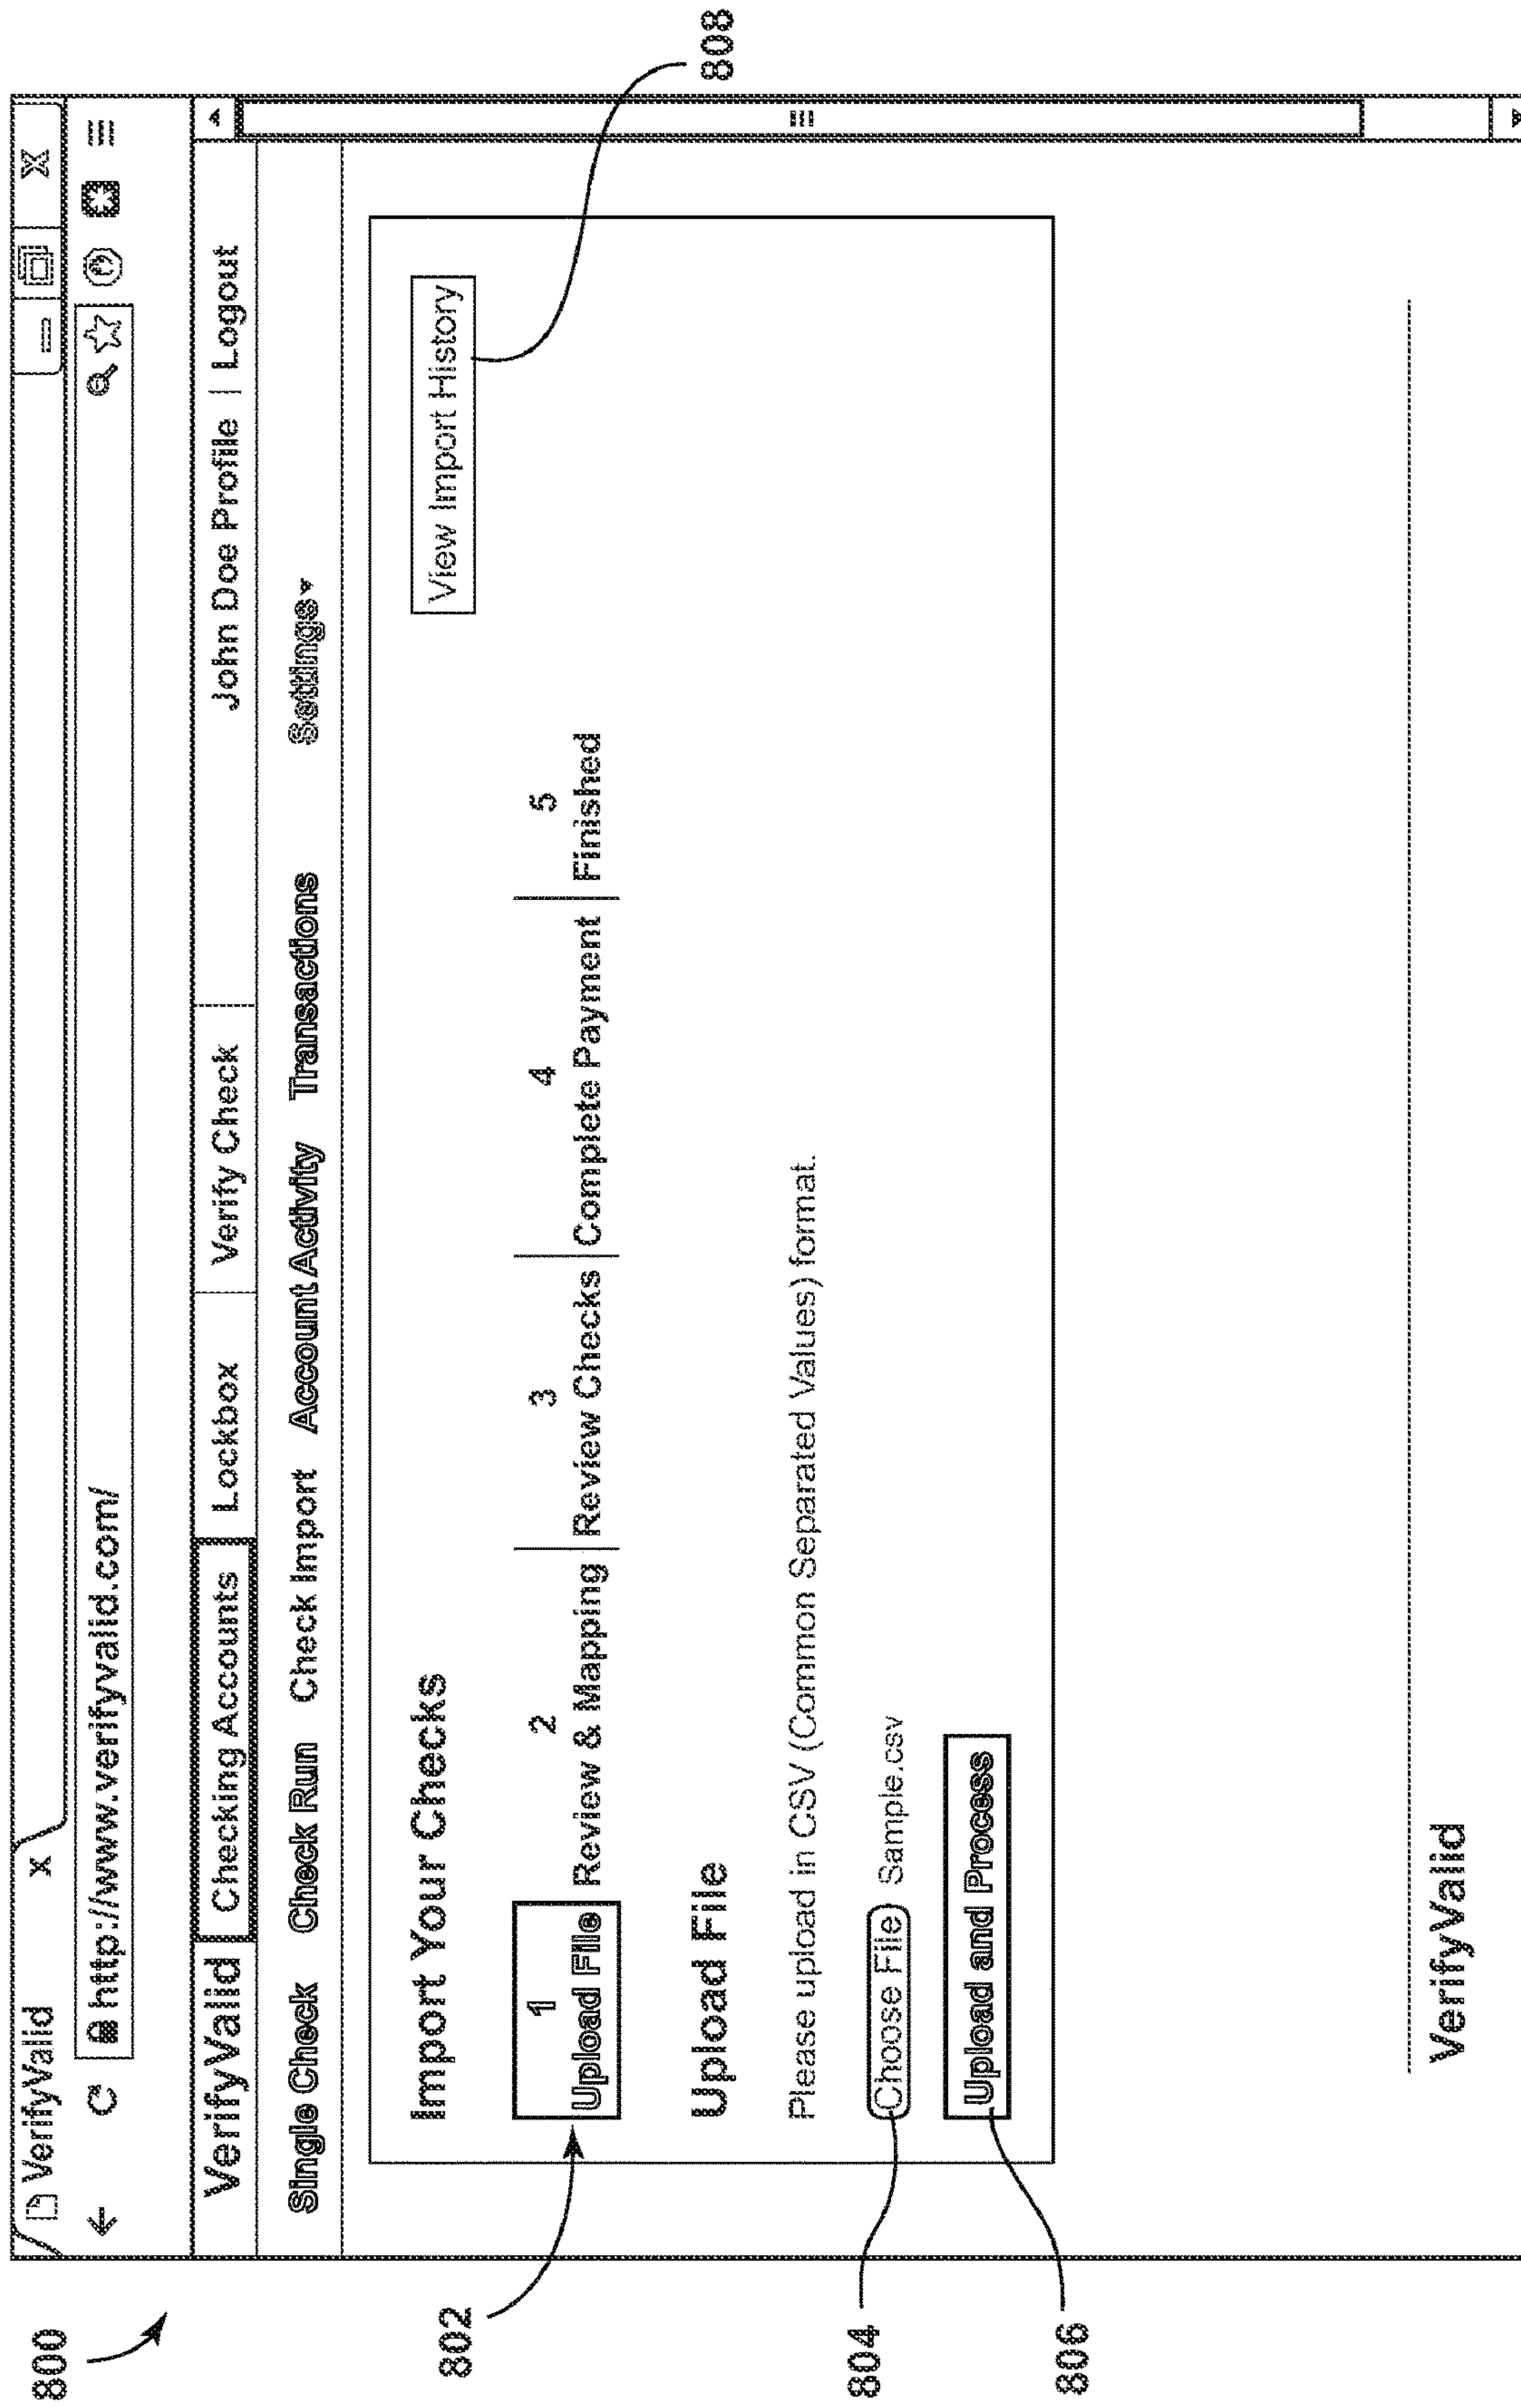 800
VerifyValid x
http://www.verifyvalid.com/
VerifyValid Checking Accounts Lockbox Verify Check John Doe Profile | Logout
Single Check Check Run Check Import Account Activity Transactions Settings
Import Your Checks View Import History
808
802
1 2 3 4 5
Upload File Review & Mapping Review Checks Complete Payment Finished
Upload File
Please upload in CSV (Common Separated Values) format.
804
Choose File Sample.csv
806
Upload and Process
VerifyValid